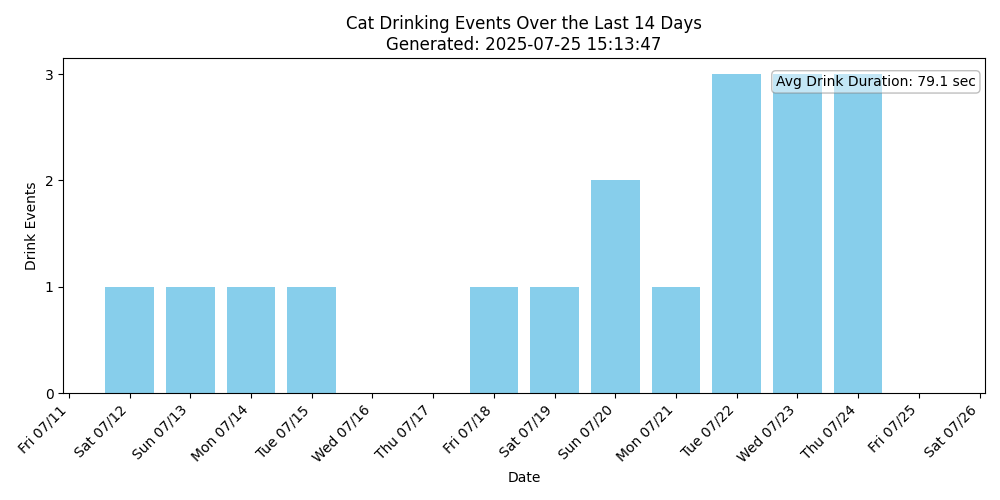 Cat Drinking Events Over the Last 14 Days
Generated: 2025-07-25 15:13:47
Avg Drink Duration: 79.1 sec
Drink Events
3
2
1
0
Fri 07/11
Sat 07/12
Sun 07/13
Mon 07/14
Tue 07/15
Wed 07/16
Thu 07/17
Fri 07/18
Sat 07/19
Sun 07/20
Mon 07/21
Tue 07/22
Wed 07/23
Thu 07/24
Fri 07/25
Sat 07/26
Date